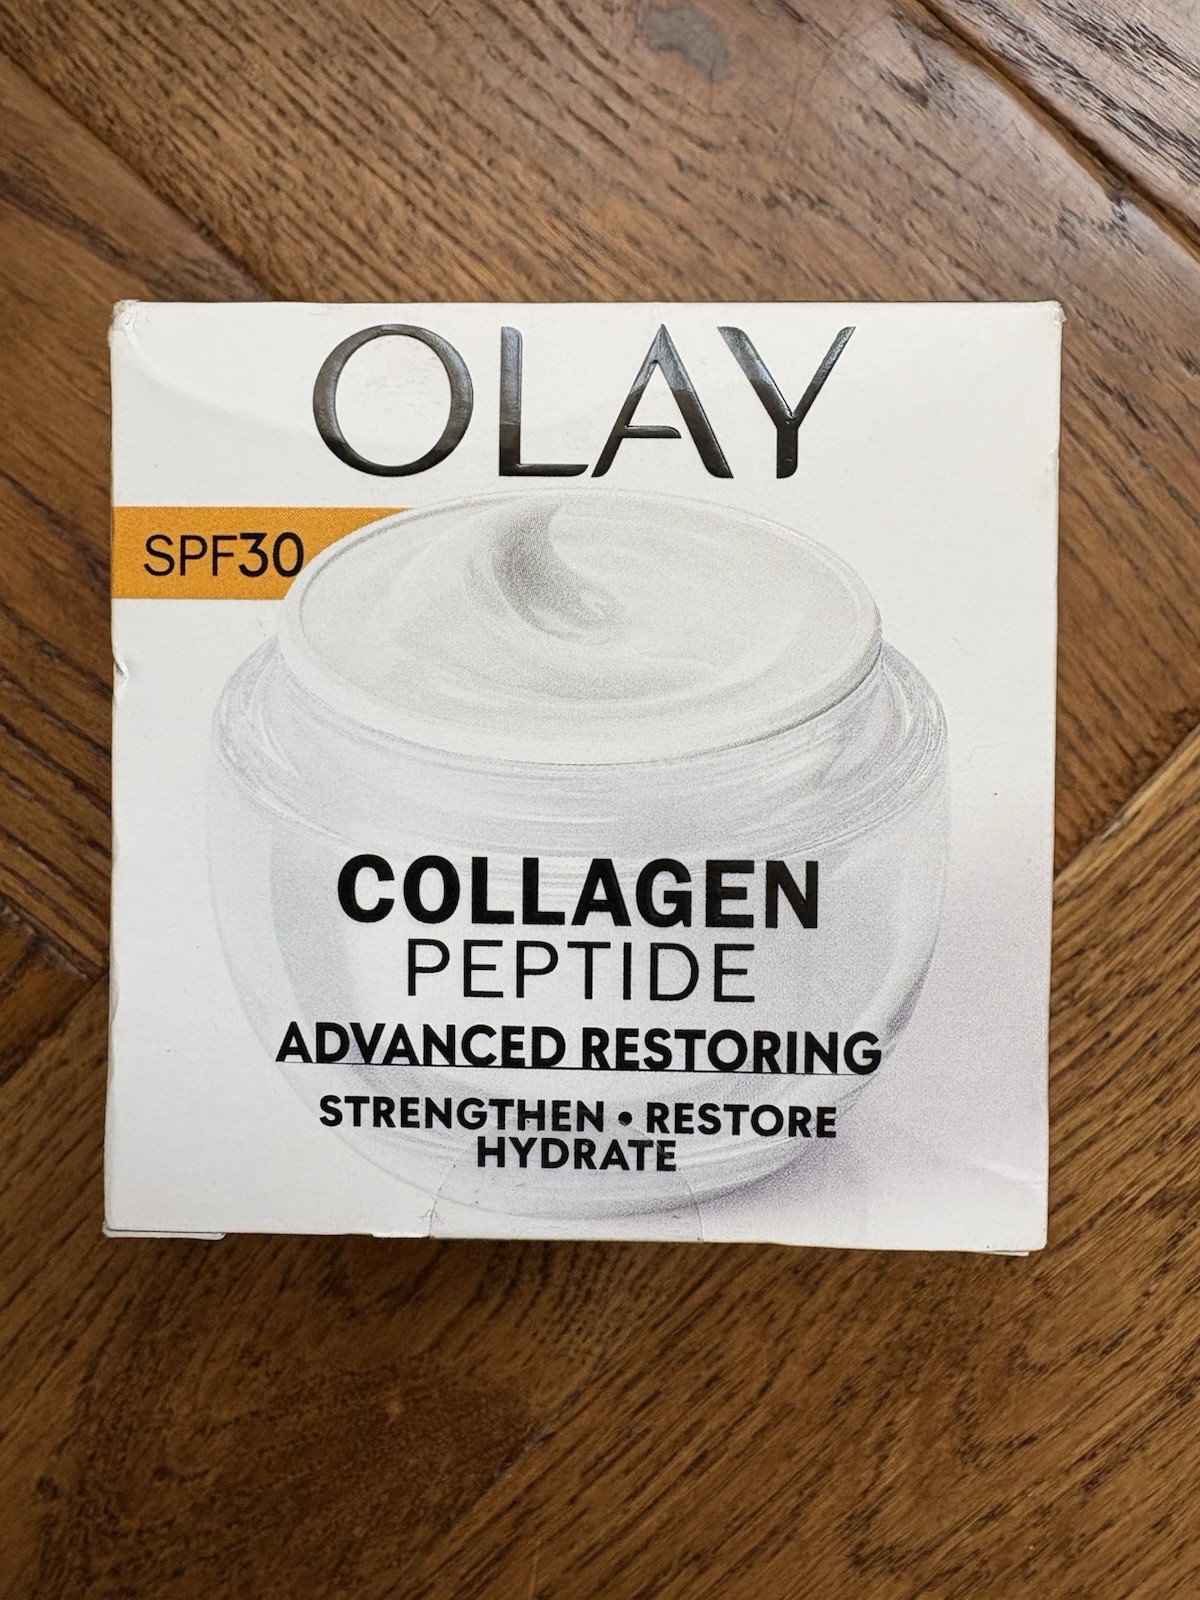 OLAY
SPF30
COLLAGEN
PEPTIDE
ADVANCED RESTORING
STRENGTHEN • RESTORE
HYDRATE